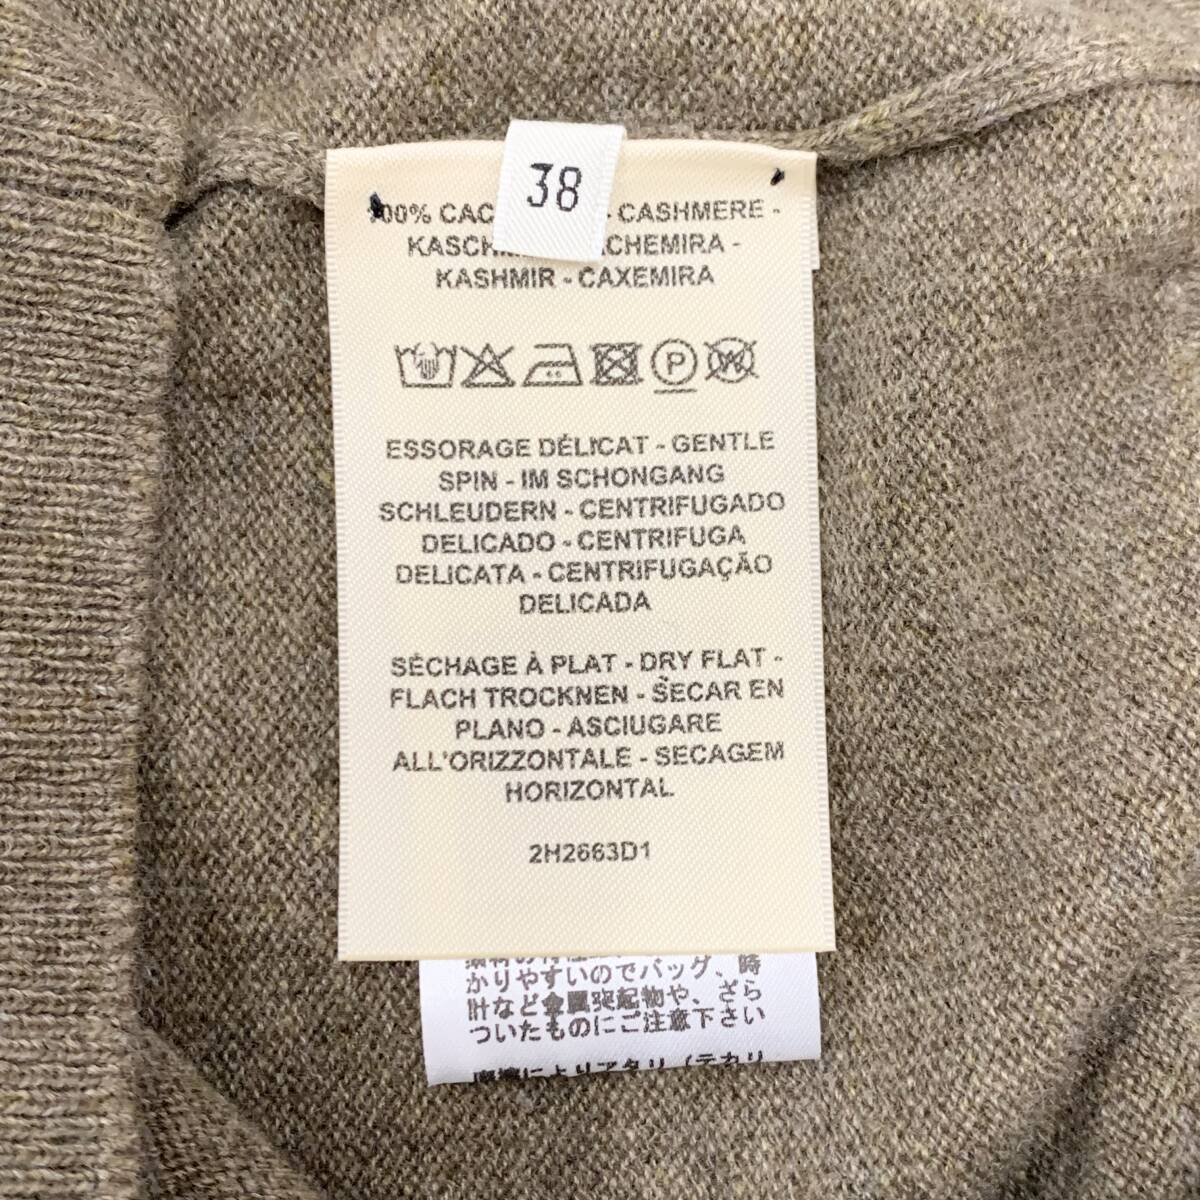 38
100% CAC - CASHMERE -
KASCHM CHEMIRA -
KASHMIR - CAXEMIRA
P
W
ESSORAGE DÉLICAT - GENTLE
SPIN - IM SCHONGANG
SCHLEUDERN - CENTRIFUGADO
DELICADO - CENTRIFUGA
DELICATA - CENTRIFUGAÇÃO
DELICADA
SÉCHAGE À PLAT - DRY FLAT -
FLACH TROCKNEN - SECAR EN
PLANO - ASCIUGARE
ALL'ORIZZONTALE - SECAGEM
HORIZONTAL
2H2663D1
かりやすいのでバッグ、時
計など金属突起物や、ざら
ついたものにご注意下さい